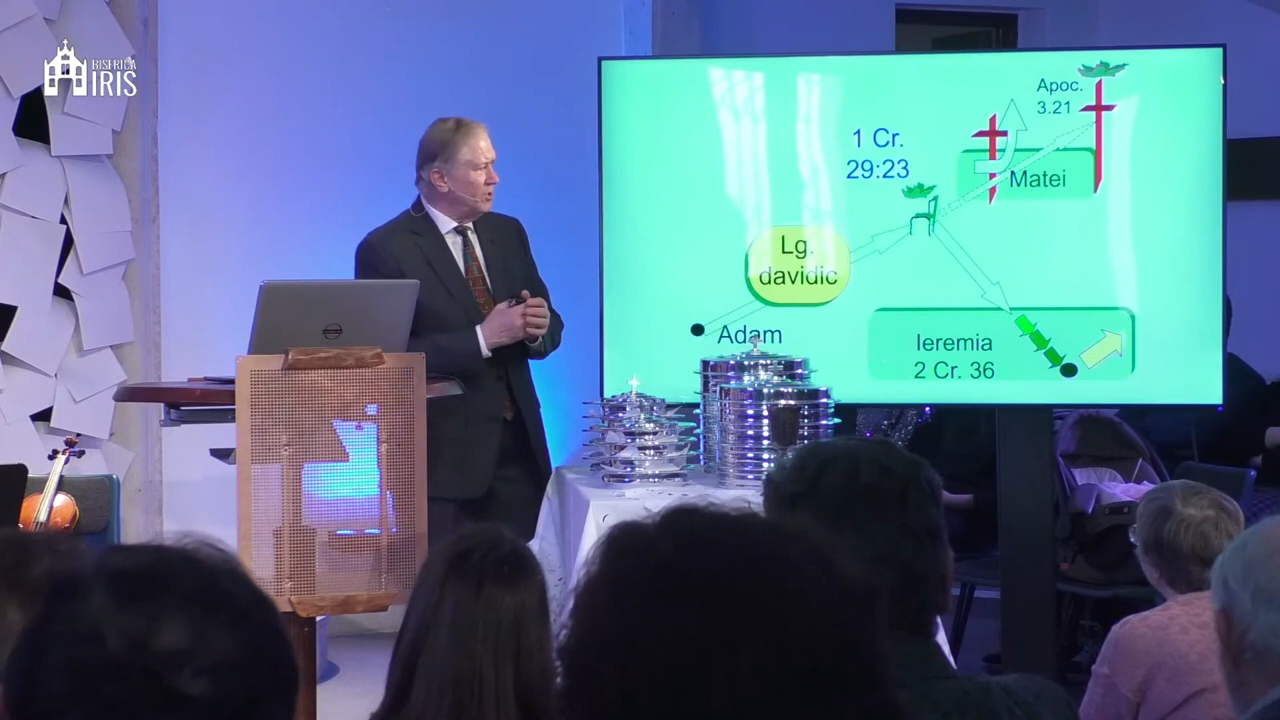 BISERICA
IRIS
Apoc.
3.21
1 Cr.
29:23
Matei
Lg.
davidic
Adam
Ieremia
2 Cr. 36